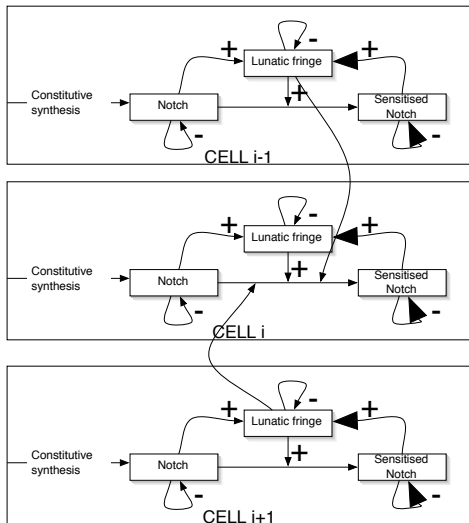 +
-
+
Lunatic fringe
Constitutive
synthesis
Notch
+
Sensitised
Notch
-
-
CELL i-1
+
-
+
Lunatic fringe
Constitutive
synthesis
Notch
+
Sensitised
Notch
-
-
CELL i
+
-
+
Lunatic fringe
Constitutive
synthesis
Notch
+
Sensitised
Notch
-
-
CELL i+1